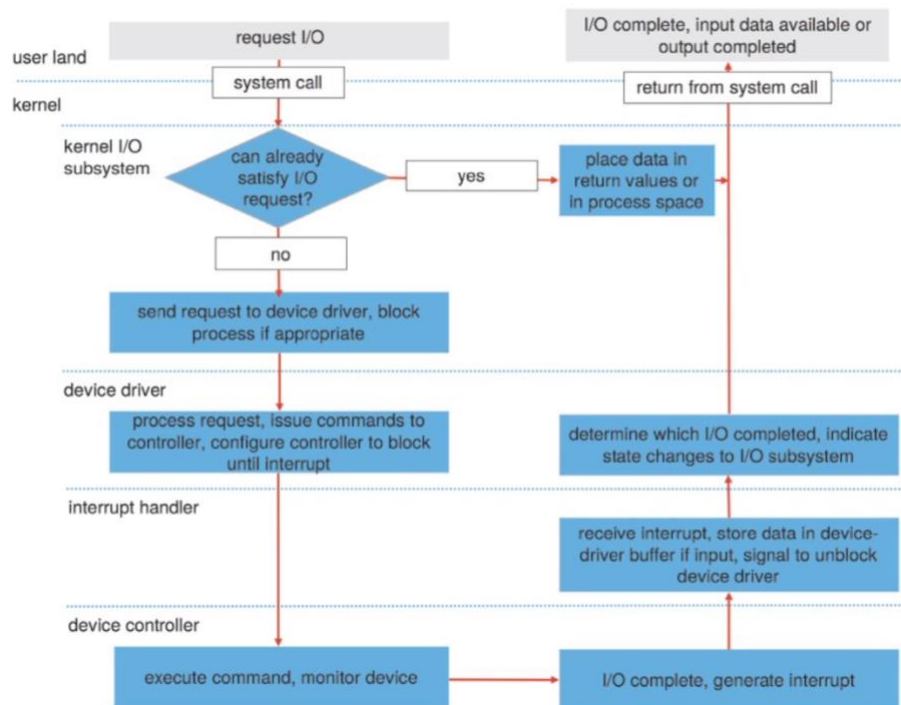 request I/O
I/O complete, input data available or
output completed
user land
system call
return from system call
kernel
kernel I/O
subsystem
can already
satisfy I/O
request?
yes
place data in
return values or
in process space
no
send request to device driver, block
process if appropriate
device driver
process request, issue commands to
controller, configure controller to block
until interrupt
determine which I/O completed, indicate
state changes to I/O subsystem
interrupt handler
receive interrupt, store data in device-
driver buffer if input, signal to unblock
device driver
device controller
execute command, monitor device
I/O complete, generate interrupt